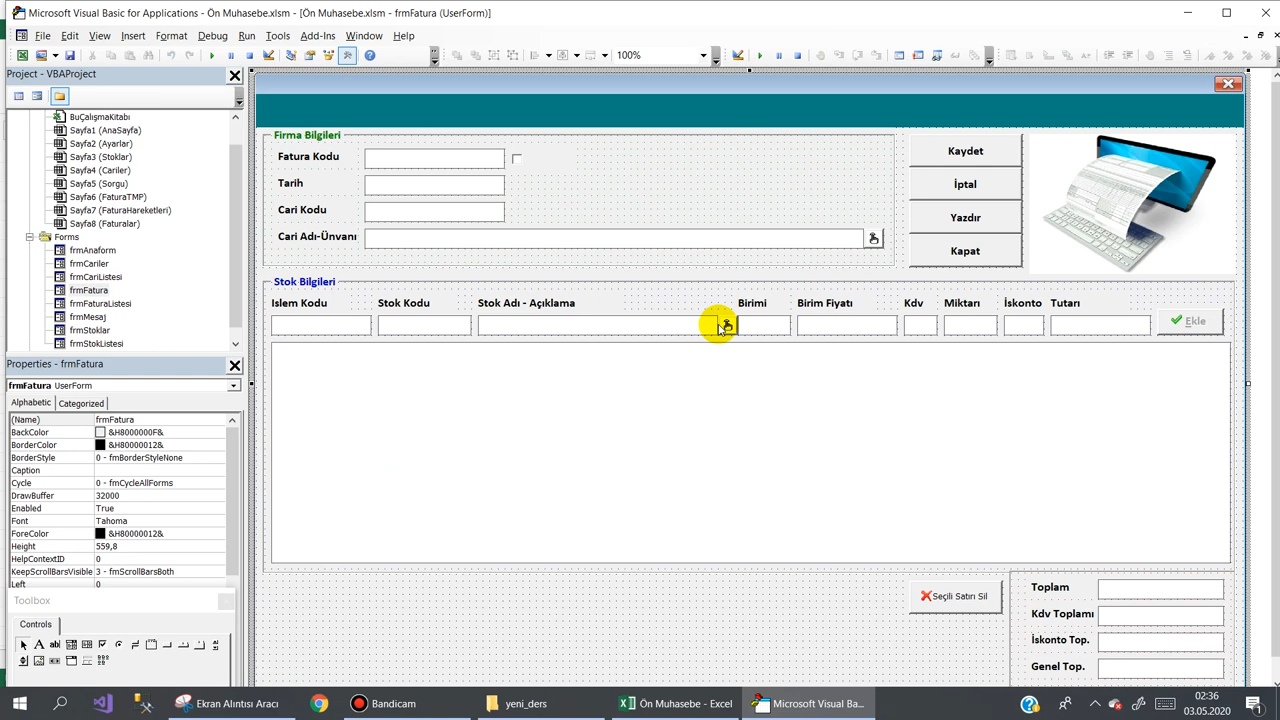 Microsoft Visual Basic for Applications - Ön Muhasebe.xlsm - [Ön Muhasebe.xlsm - frmFatura (UserForm)]
File Edit View Insert Format Debug Run Tools Add-Ins Window Help
100%
Project - VBAProject
BuÇalışmaKitabı
Sayfa1 (AnaSayfa)
Sayfa2 (Ayarlar)
Sayfa3 (Stoklar)
Sayfa4 (Cariler)
Sayfa5 (Sorgu)
Sayfa6 (FaturaTMP)
Sayfa7 (FaturaHareketleri)
Sayfa8 (Faturalar)
Forms
frmAnaform
frmCariler
frmCariListesi
frmFatura
frmFaturaListesi
frmMesaj
frmStoklar
frmStokListesi
Properties - frmFatura
frmFatura UserForm
Alphabetic Categorized
(Name) frmFatura
BackColor &H8000000F&
BorderColor &H80000012&
BorderStyle 0 - fmBorderStyleNone
Caption
Cycle 0 - fmCycleAllForms
DrawBuffer 32000
Enabled True
Font Tahoma
ForeColor &H80000012&
Height 559,8
HelpContextID 0
KeepScrollBarsVisible 3 - fmScrollBarsBoth
Left 0
Toolbox
Controls
Firma Bilgileri
Fatura Kodu
Tarih
Cari Kodu
Cari Adı-Ünvanı
Kaydet
İptal
Yazdır
Kapat
Stok Bilgileri
Islem Kodu Stok Kodu Stok Adı - Açıklama Birimi Birim Fiyatı Kdv Miktarı İskonto Tutarı
Ekle
Seçili Satırı Sil
Toplam
Kdv Toplamı
İskonto Top.
Genel Top.
Ekran Alıntısı Aracı
Bandicam
yeni_ders
Ön Muhasebe - Excel
Microsoft Visual Ba...
02:36
03.05.2020